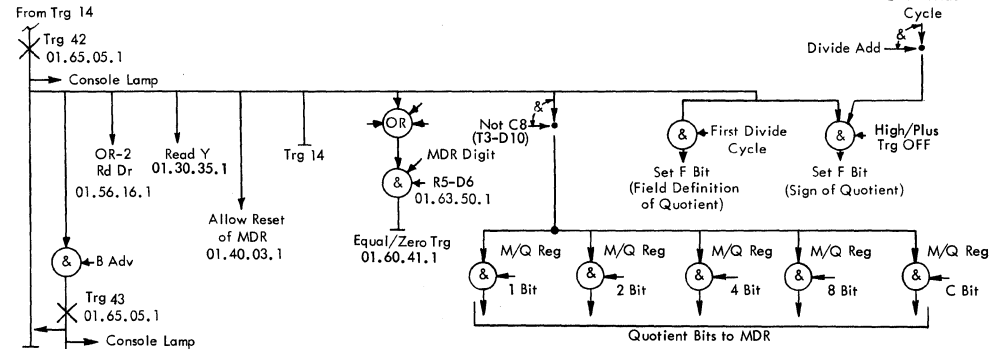 From Trg 14
Trg 42
01.65.05.1
Console Lamp
Cycle
&
Divide Add
OR-2
Rd Dr
01.56.16.1
Read Y
01.30.35.1
Allow Reset
of MDR
01.40.03.1
Trg 14
OR
MDR Digit
&
R5-D6
01.63.50.1
Equal/Zero Trg
01.60.41.1
&
Not C8
(T3-D10)
&
First Divide
Cycle
Set F Bit
(Field Definition
of Quotient)
&
High/Plus
Trg OFF
Set F Bit
(Sign of Quotient)
&
B Adv
Trg 43
01.65.05.1
Console Lamp
M/Q Reg
&
1 Bit
M/Q Reg
&
2 Bit
M/Q Reg
&
4 Bit
M/Q Reg
&
8 Bit
M/Q Reg
&
C Bit
Quotient Bits to MDR